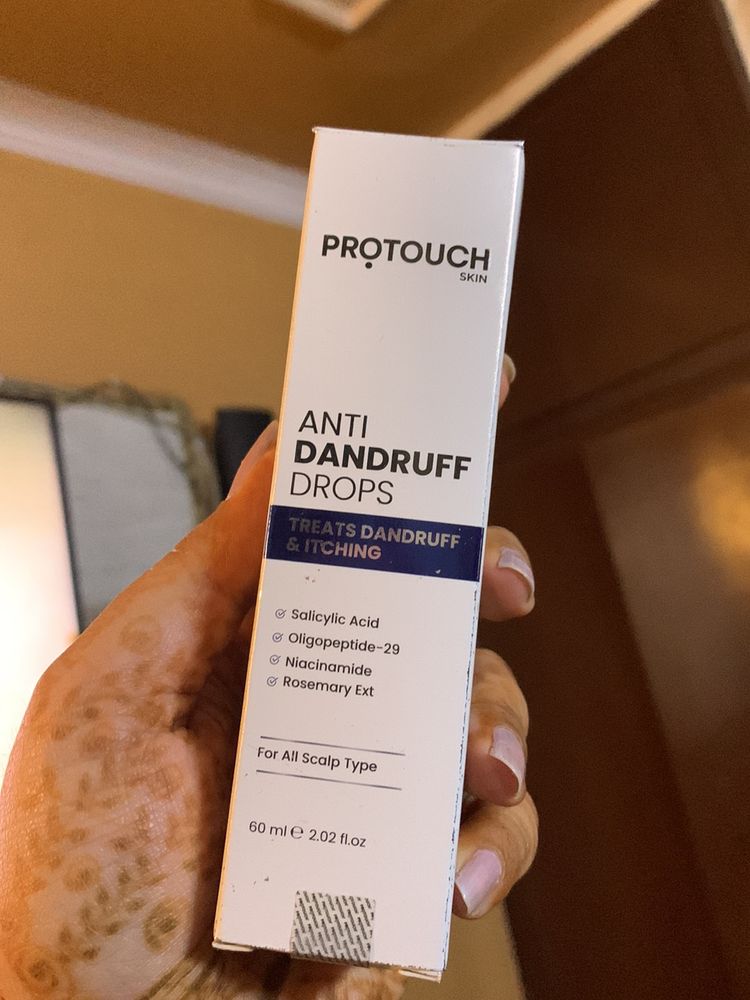 PROTOUCH
SKIN
ANTI
DANDRUFF
DROPS
TREATS DANDRUFF
& ITCHING
Salicylic Acid
Oligopeptide-29
Niacinamide
Rosemary Ext
For All Scalp Type
60 ml ℮ 2.02 fl.oz